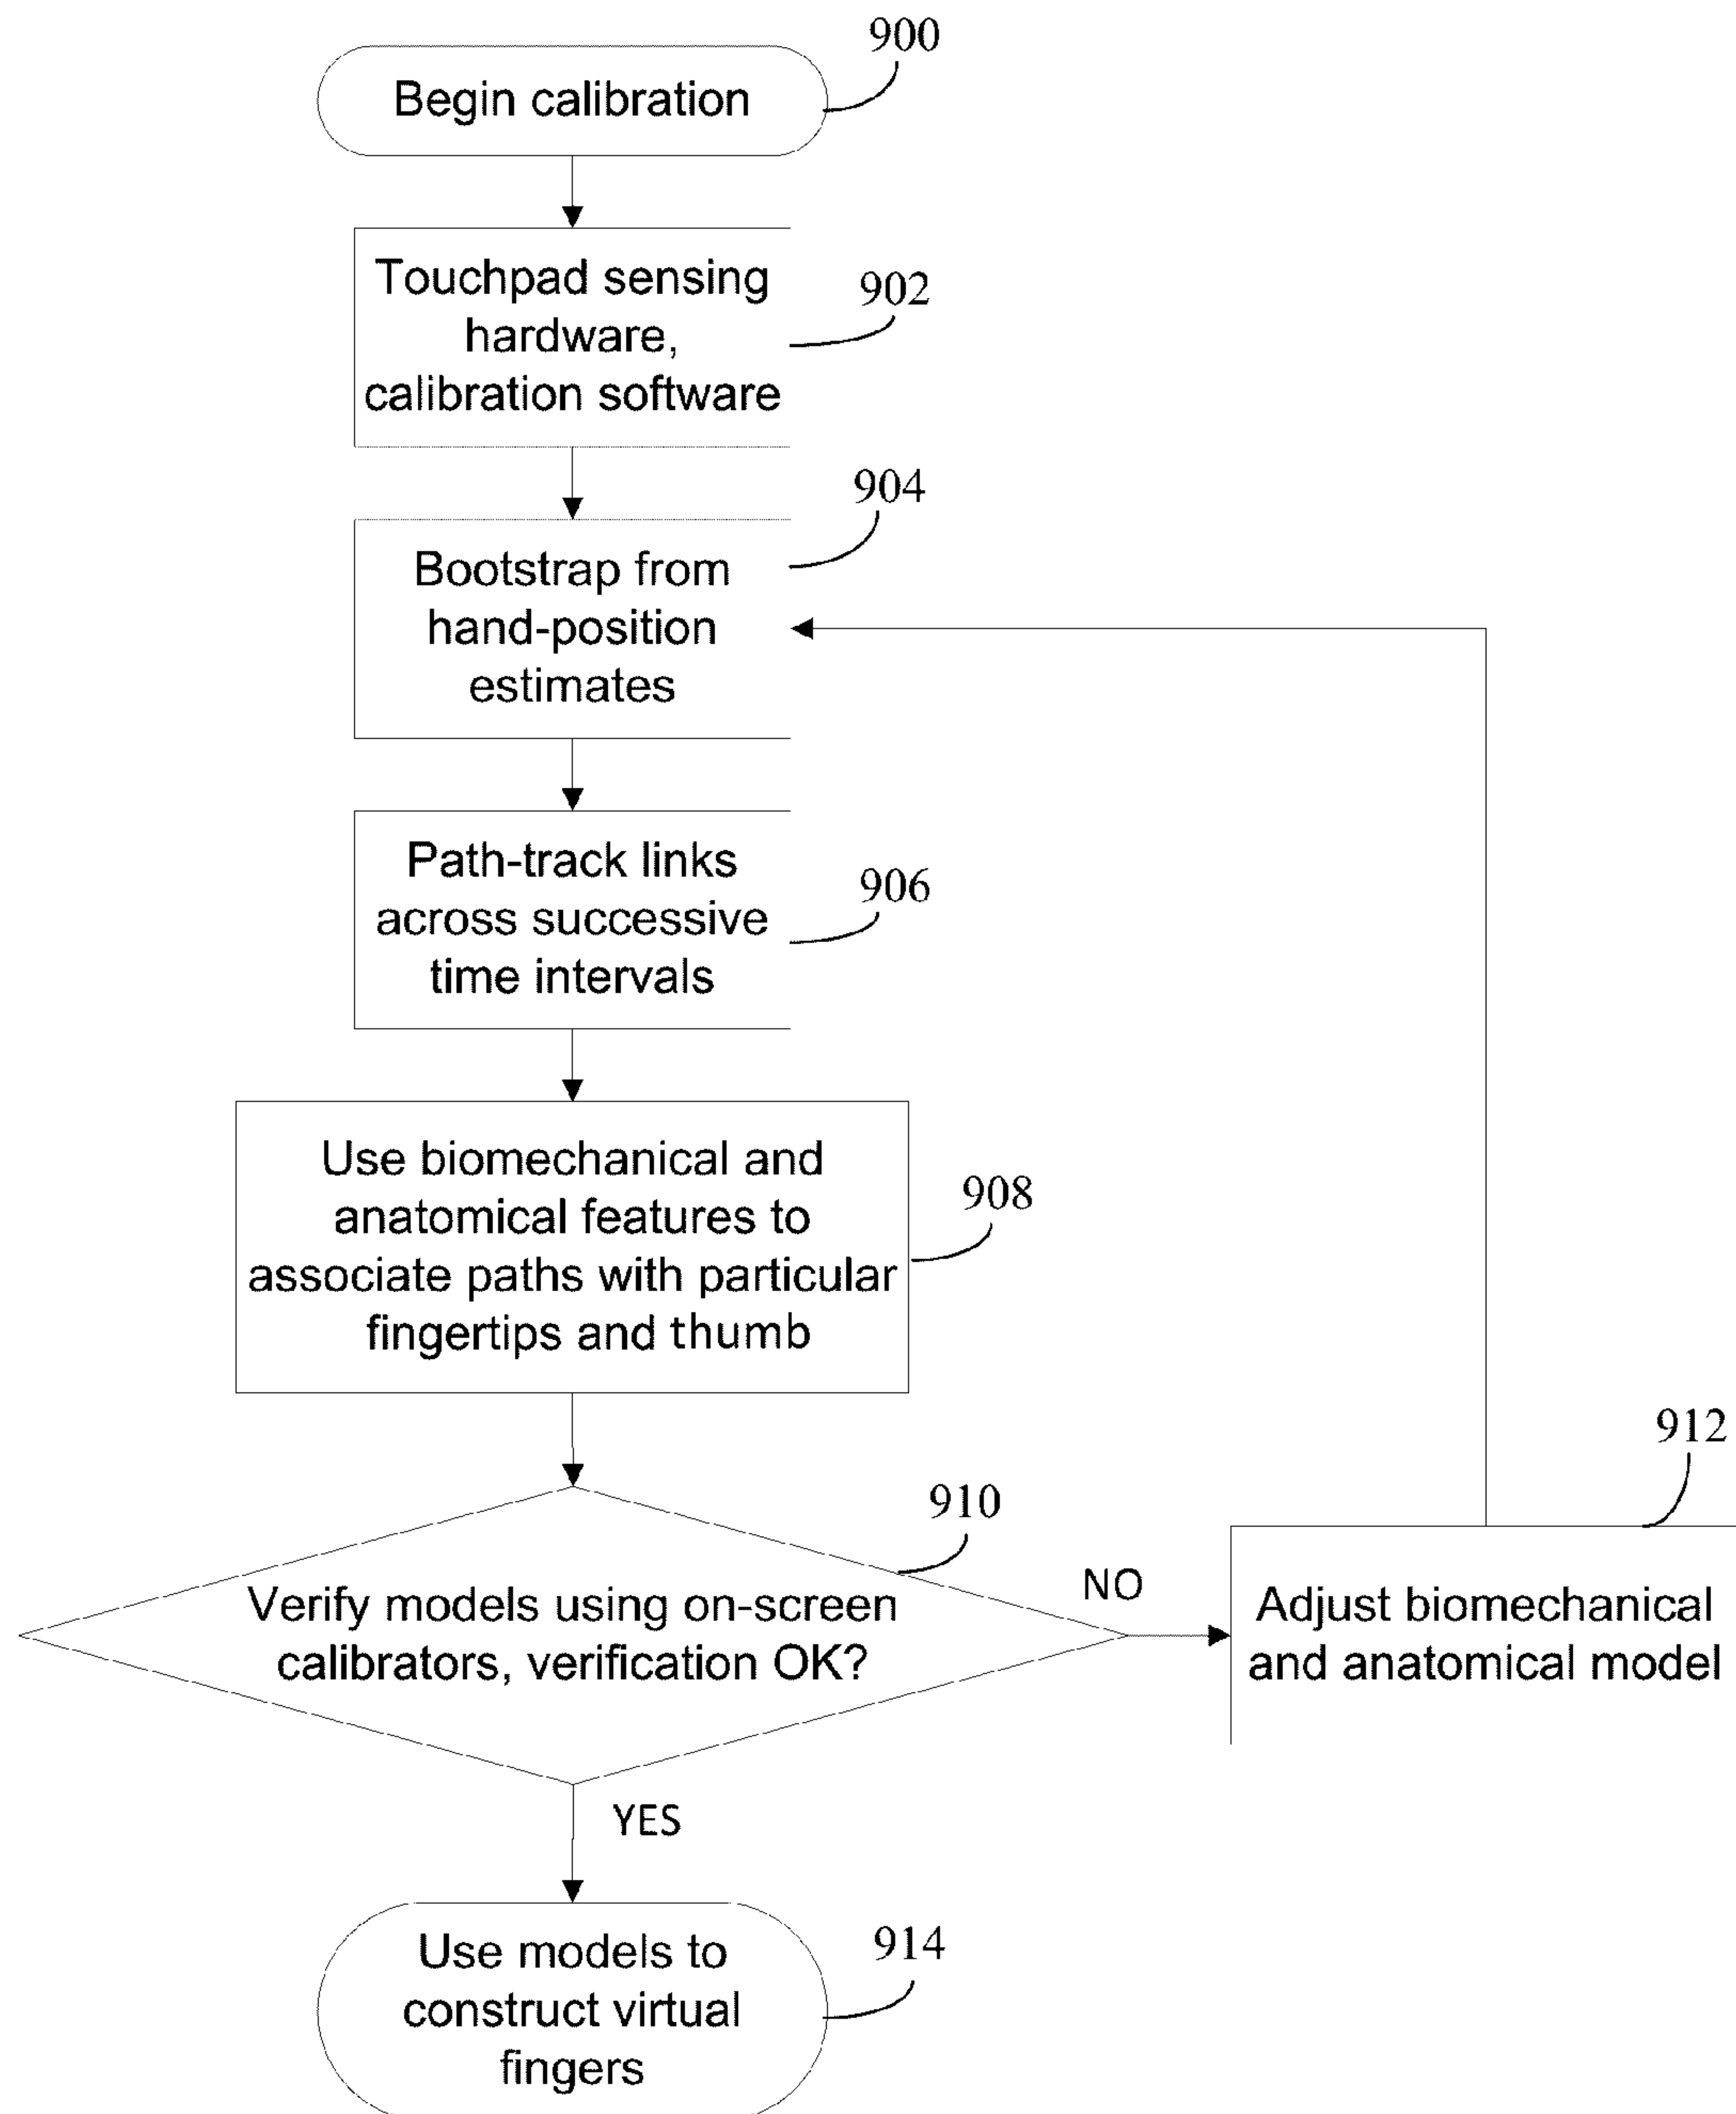 900
Begin calibration
Touchpad sensing
hardware,
calibration software
902
904
Bootstrap from
hand-position
estimates
Path-track links
across successive
time intervals
906
Use biomechanical and
anatomical features to
associate paths with particular
fingertips and thumb
908
910
Verify models using on-screen
calibrators, verification OK?
NO
912
Adjust biomechanical
and anatomical model
YES
Use models to
construct virtual
fingers
914